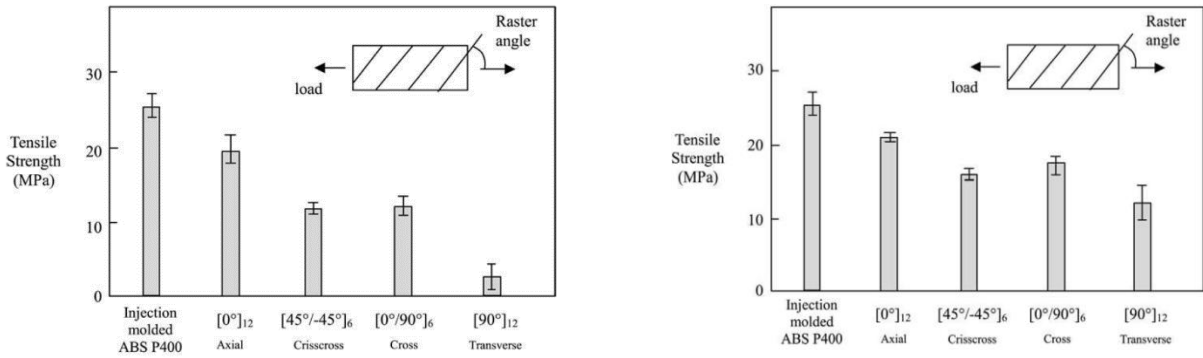 Raster
angle
load
30
20
10
0
Tensile
Strength
(MPa)
Injection
molded
ABS P400
[0°]12
Axial
[45°/-45°]6
Crisscross
[0°/90°]6
Cross
[90°]12
Transverse
Raster
angle
load
30
20
10
0
Tensile
Strength
(MPa)
Injection
molded
ABS P400
[0°]12
Axial
[45°/-45°]6
Crisscross
[0°/90°]6
Cross
[90°]12
Transverse